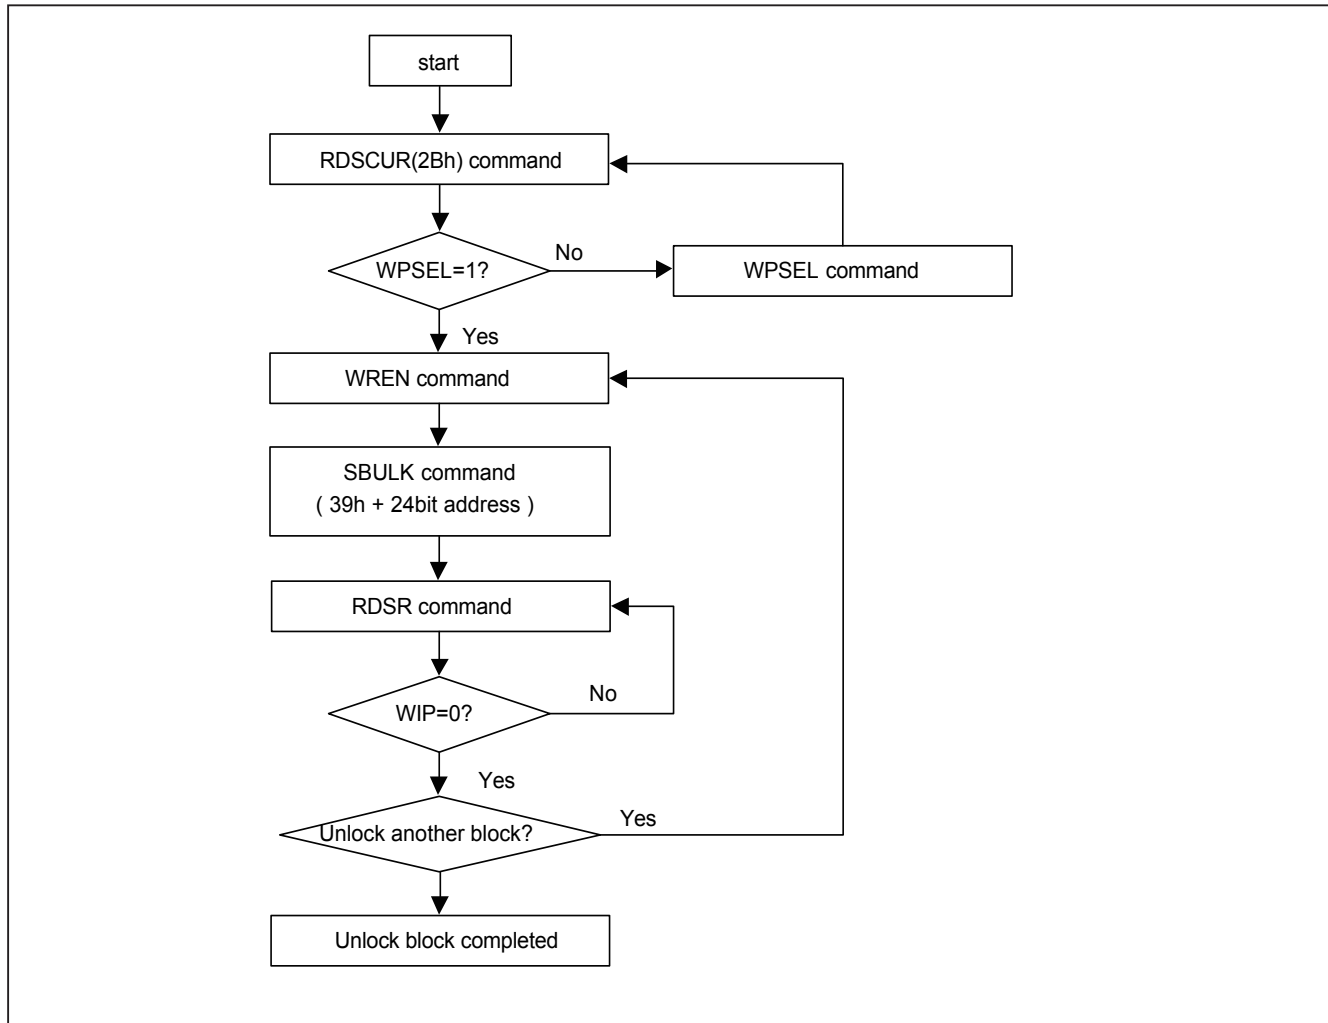 start
RDSCUR(2Bh) command
WPSEL=1?
No
WPSEL command
Yes
WREN command
SBULK command
( 39h + 24bit address )
RDSR command
WIP=0?
No
Yes
Unlock another block?
Yes
Unlock block completed